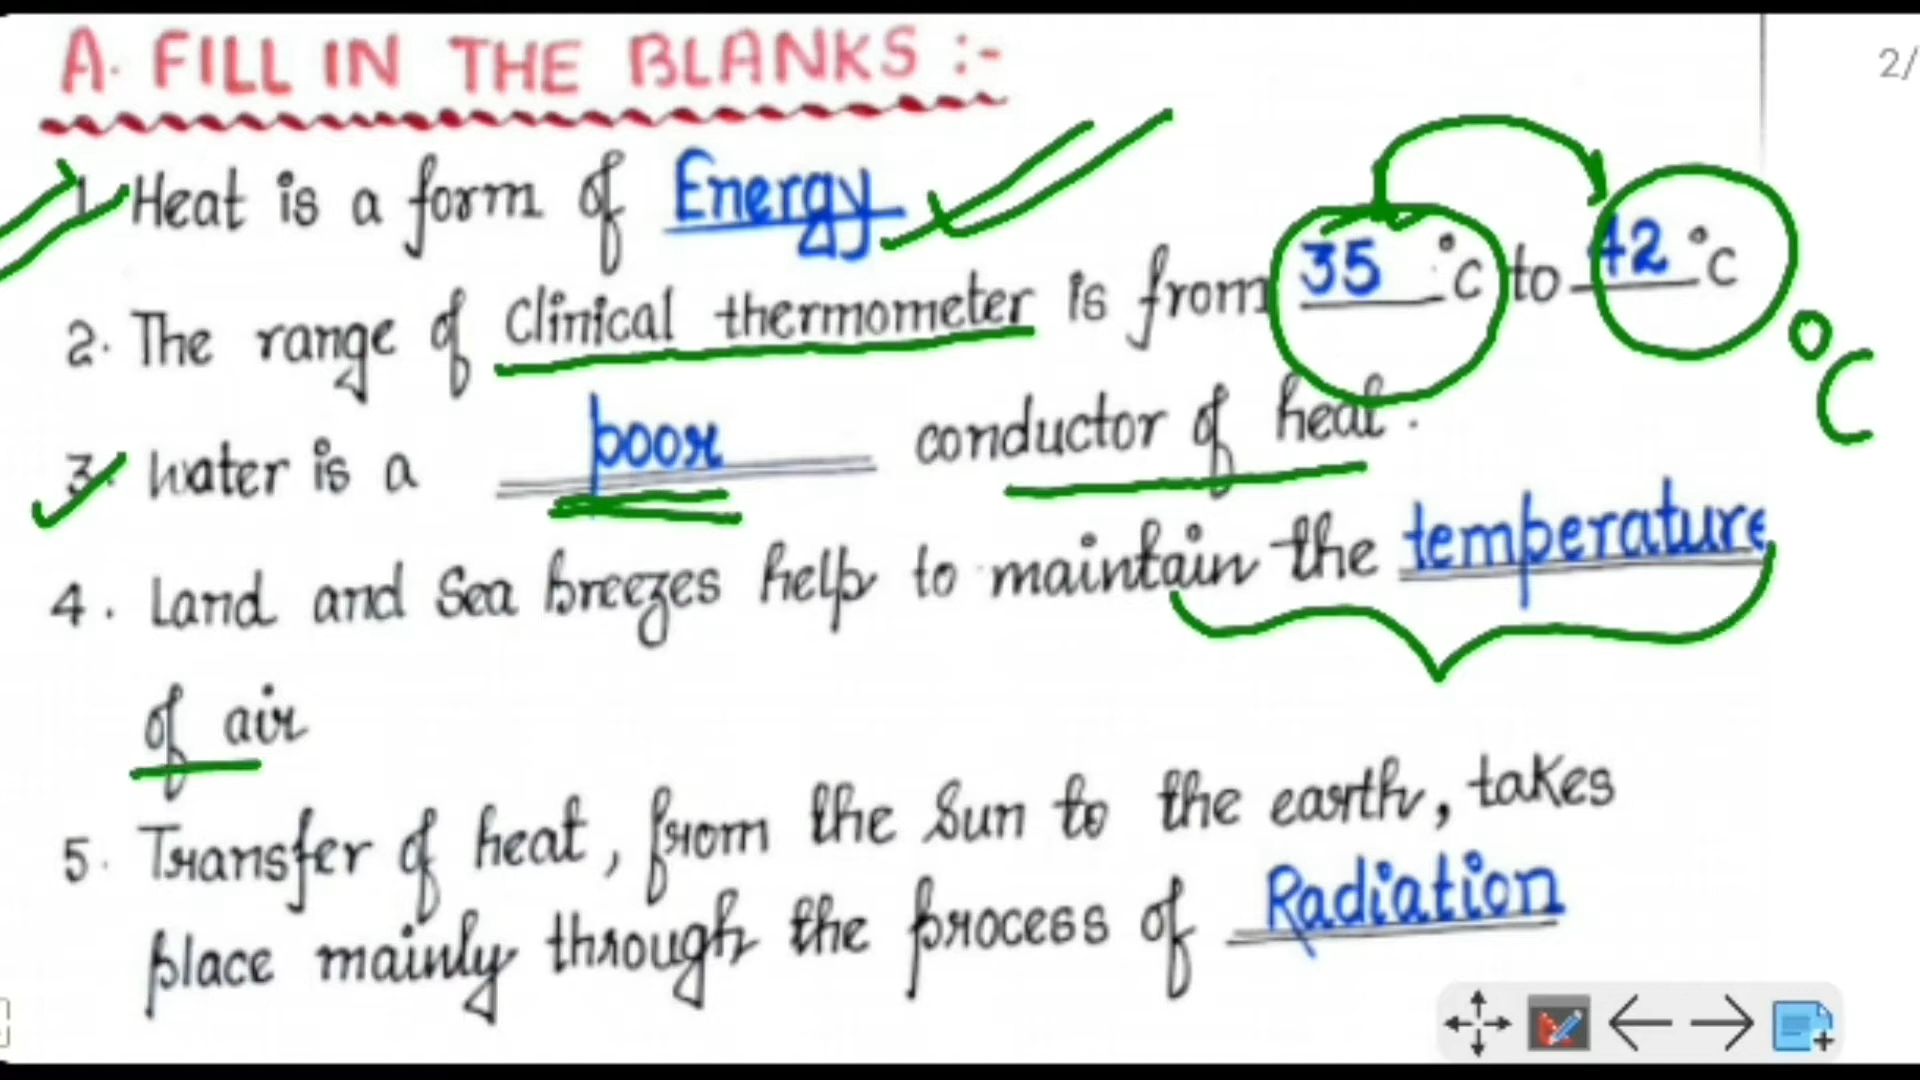 A. FILL IN THE BLANKS :-
2/
1. Heat is a form of Energy
2. The range of Clinical thermometer is from 35 °C to 42 °C
°C
3. Water is a poor conductor of heat.
4. Land and Sea breezes help to maintain the temperature
of air
5. Transfer of heat, from the Sun to the earth, takes
place mainly through the process of Radiation